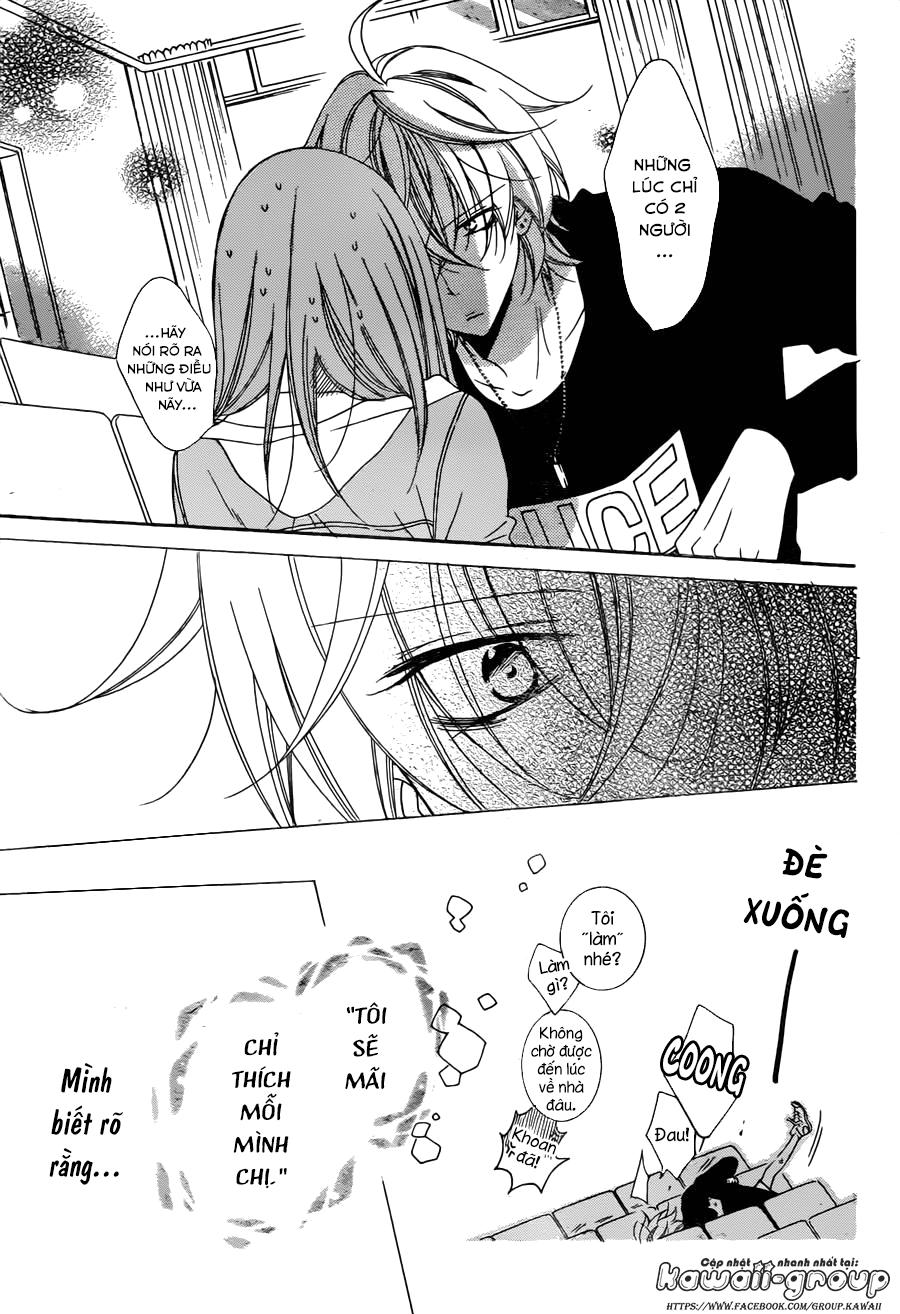 NHỮNG
LÚC CHỈ
CÓ 2
NGƯỜI
...
...HÃY
NÓI RÕ RA
NHỮNG ĐIỀU
NHƯ VỪA
NÃY...
UCE
ĐÈ
XUỐNG
Tôi
"làm"
nhé?
Làm
gì?
Không
chờ được
đến lúc
về nhà
đâu.
Khoan
đã!
COONG
Đau!
"TÔI
SẼ
MÃI
CHỈ
THÍCH
MỖI
MÌNH
CHỊ."
Mình
biết rõ
rằng...
Cập nhật nhanh nhất tại:
kawaii-group
HTTPS://WWW.FACEBOOK.COM/GROUP.KAWAII